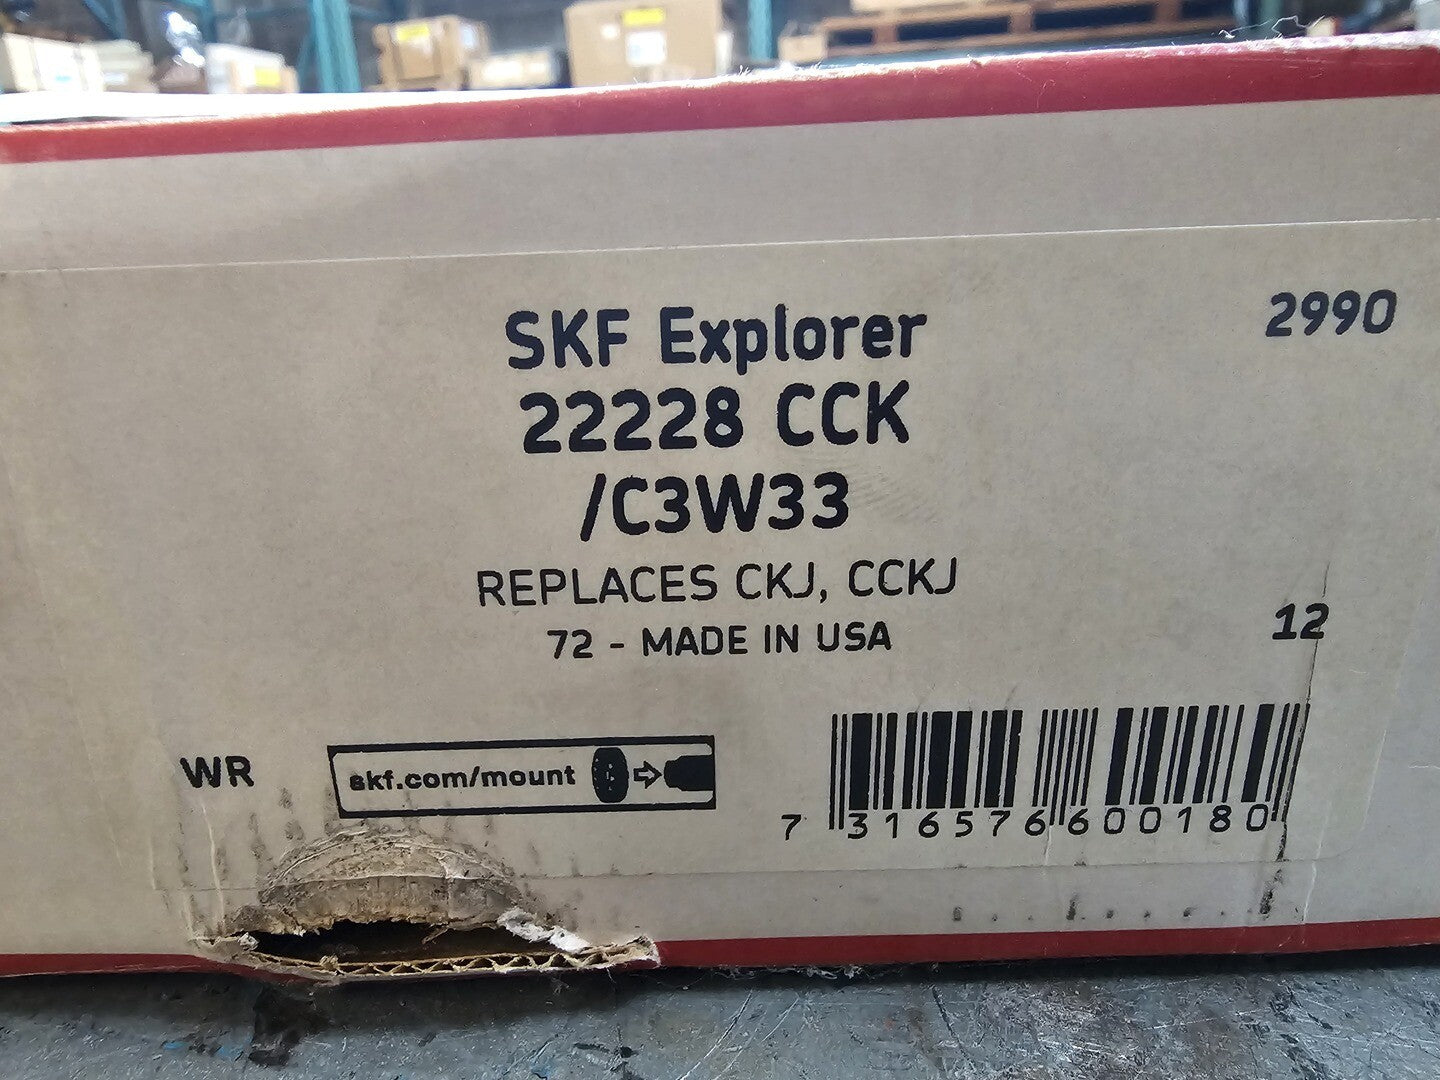 SKF Explorer
2990
22228 CCK
/C3W33
REPLACES CKJ, CCKJ
72 - MADE IN USA
12
WR
skf.com/mount
7 316576 600180